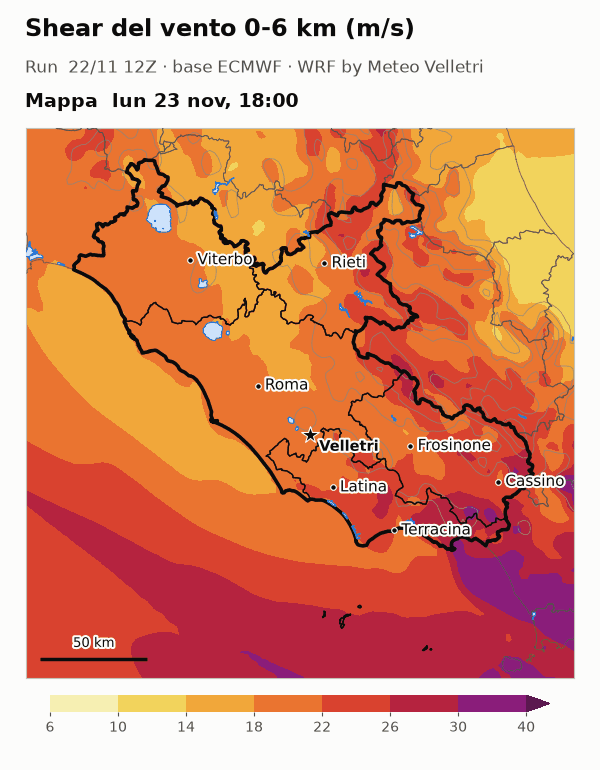 Shear del vento 0-6 km (m/s)
Run  22/11 12Z · base ECMWF · WRF by Meteo Velletri
Mappa  lun 23 nov, 18:00
Viterbo
Rieti
Roma
Velletri
Frosinone
Latina
Cassino
Terracina
50 km
6 10 14 18 22 26 30 40